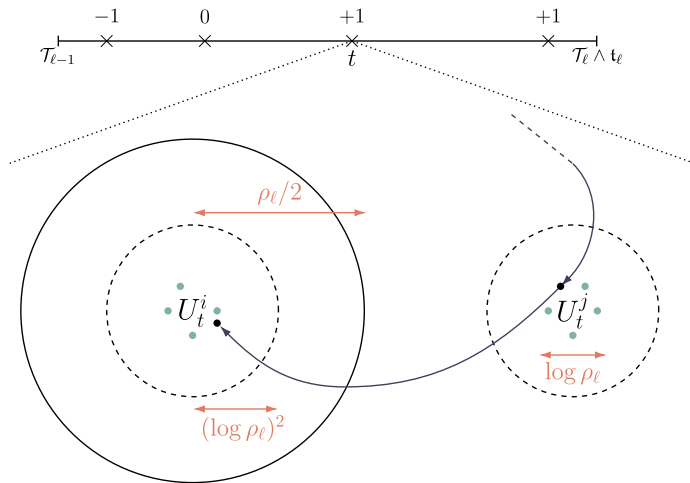 −1 0 +1 +1
𝒯_{ℓ−1} t 𝒯_ℓ ∧ 𝔱_ℓ
ρ_ℓ/2
U_t^i U_t^j
log ρ_ℓ
(log ρ_ℓ)^2